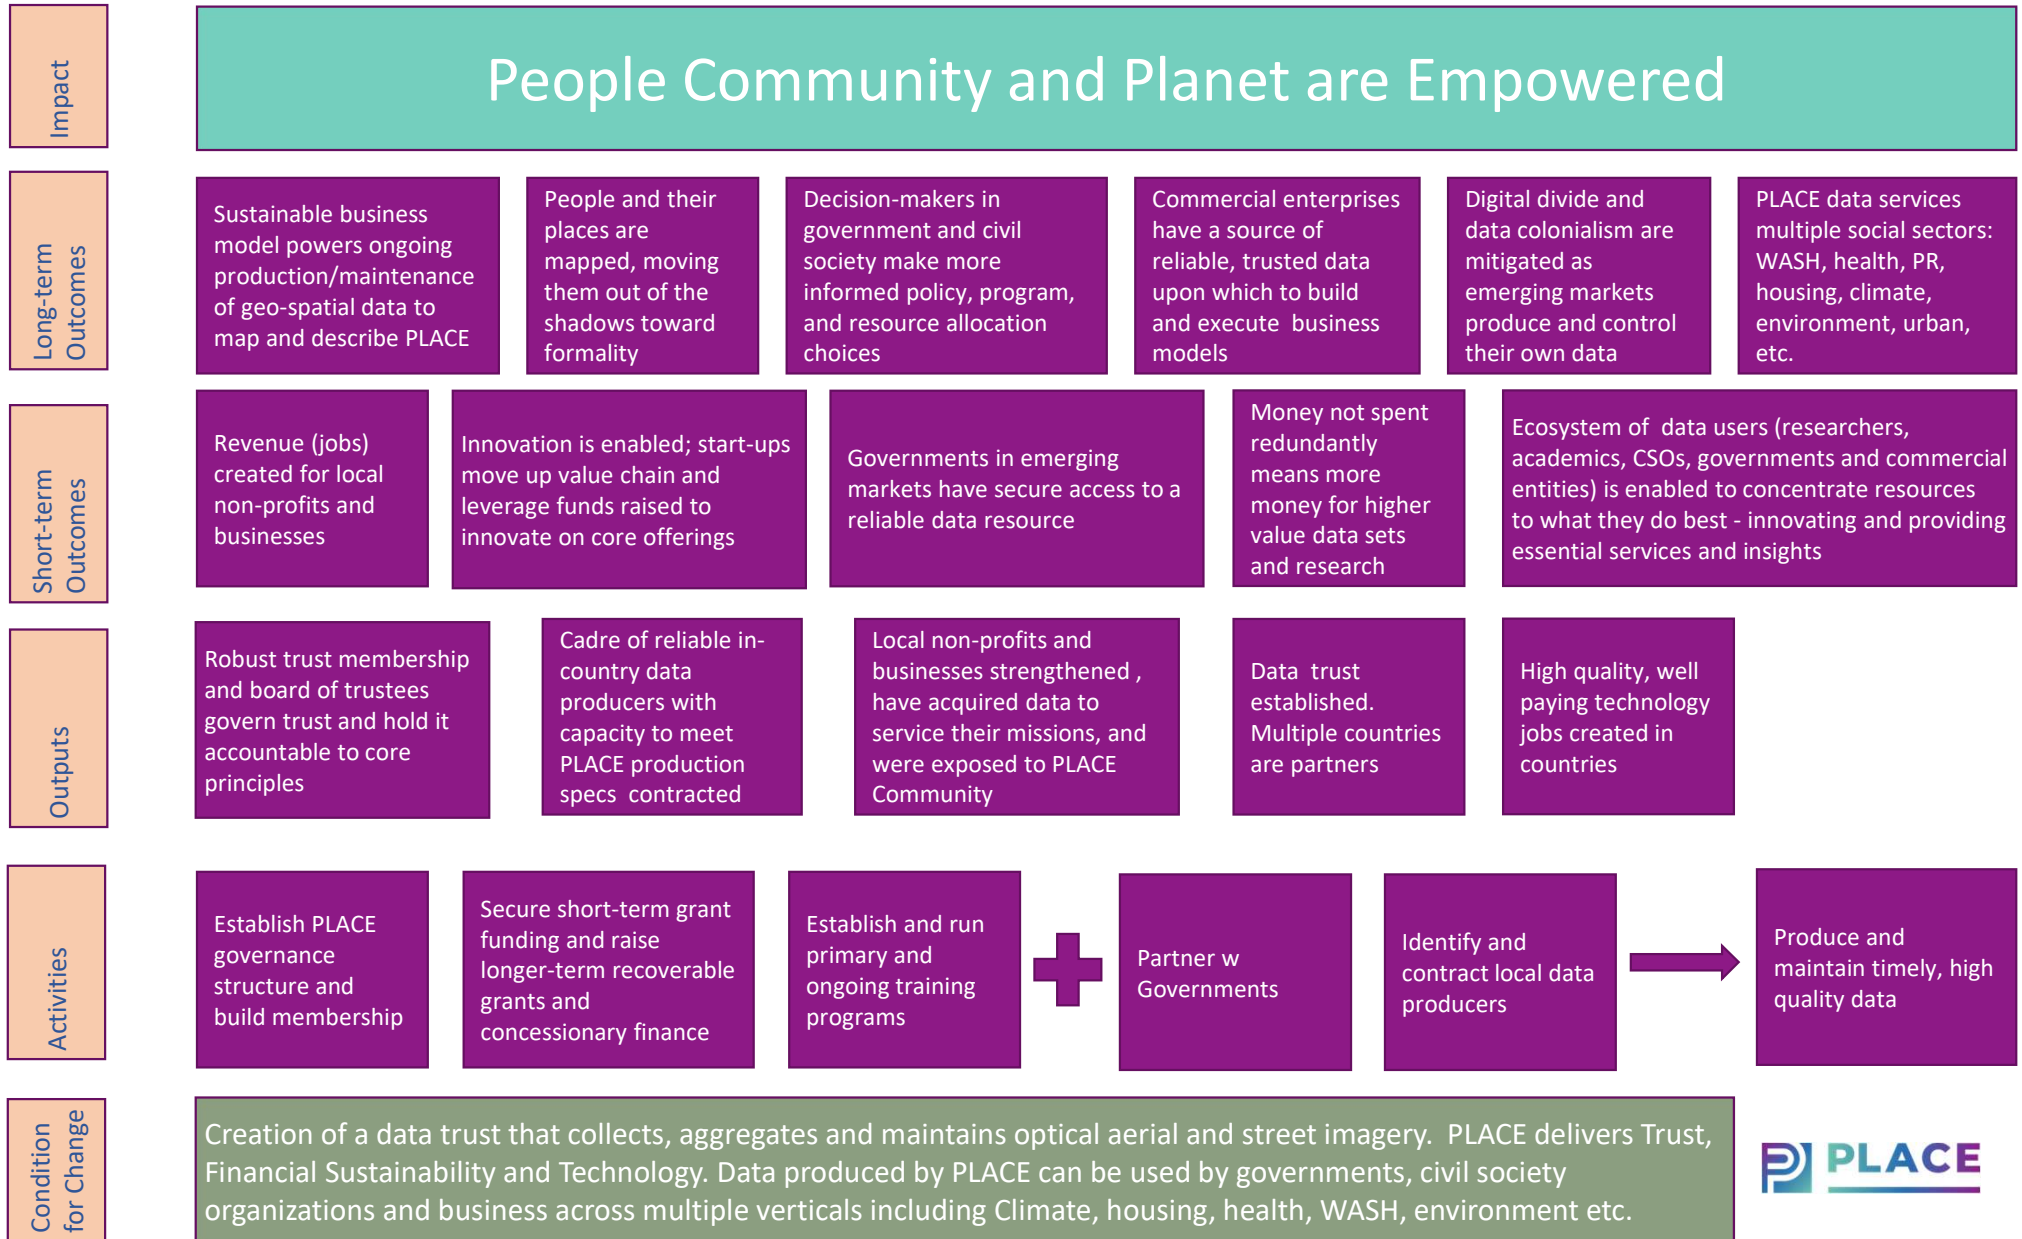 Impact
People Community and Planet are Empowered
Long-term
Outcomes
Sustainable business
model powers ongoing
production/maintenance
of geo-spatial data to
map and describe PLACE
People and their
places are
mapped, moving
them out of the
shadows toward
formality
Decision-makers in
government and civil
society make more
informed policy, program,
and resource allocation
choices
Commercial enterprises
have a source of
reliable, trusted data
upon which to build
and execute business
models
Digital divide and
data colonialism are
mitigated as
emerging markets
produce and control
their own data
PLACE data services
multiple social sectors:
WASH, health, PR,
housing, climate,
environment, urban,
etc.
Short-term
Outcomes
Revenue (jobs)
created for local
non-profits and
businesses
Innovation is enabled; start-ups
move up value chain and
leverage funds raised to
innovate on core offerings
Governments in emerging
markets have secure access to a
reliable data resource
Money not spent
redundantly
means more
money for higher
value data sets
and research
Ecosystem of data users (researchers,
academics, CSOs, governments and commercial
entities) is enabled to concentrate resources
to what they do best - innovating and providing
essential services and insights
Outputs
Robust trust membership
and board of trustees
govern trust and hold it
accountable to core
principles
Cadre of reliable in-
country data
producers with
capacity to meet
PLACE production
specs contracted
Local non-profits and
businesses strengthened ,
have acquired data to
service their missions, and
were exposed to PLACE
Community
Data trust
established.
Multiple countries
are partners
High quality, well
paying technology
jobs created in
countries
Activities
Establish PLACE
governance
structure and
build membership
Secure short-term grant
funding and raise
longer-term recoverable
grants and
concessionary finance
Establish and run
primary and
ongoing training
programs
Partner w
Governments
Identify and
contract local data
producers
Produce and
maintain timely, high
quality data
Condition
for Change
Creation of a data trust that collects, aggregates and maintains optical aerial and street imagery. PLACE delivers Trust,
Financial Sustainability and Technology. Data produced by PLACE can be used by governments, civil society
organizations and business across multiple verticals including Climate, housing, health, WASH, environment etc.
PLACE